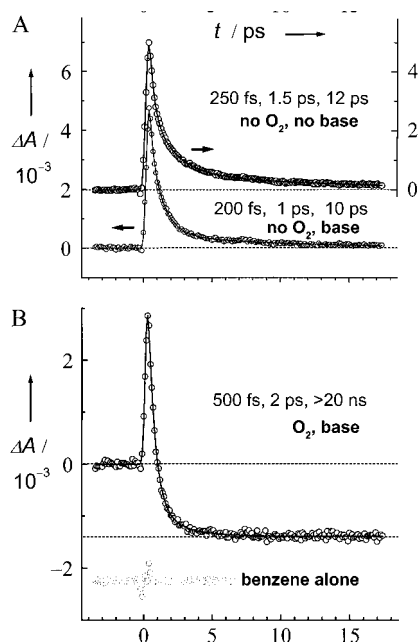 A
t / ps
6
4
2
0
ΔA /
10⁻³
4
2
0
250 fs, 1.5 ps, 12 ps
no O₂, no base
200 fs, 1 ps, 10 ps
no O₂, base
B
2
0
−2
ΔA /
10⁻³
500 fs, 2 ps, >20 ns
O₂, base
benzene alone
0 5 10 15